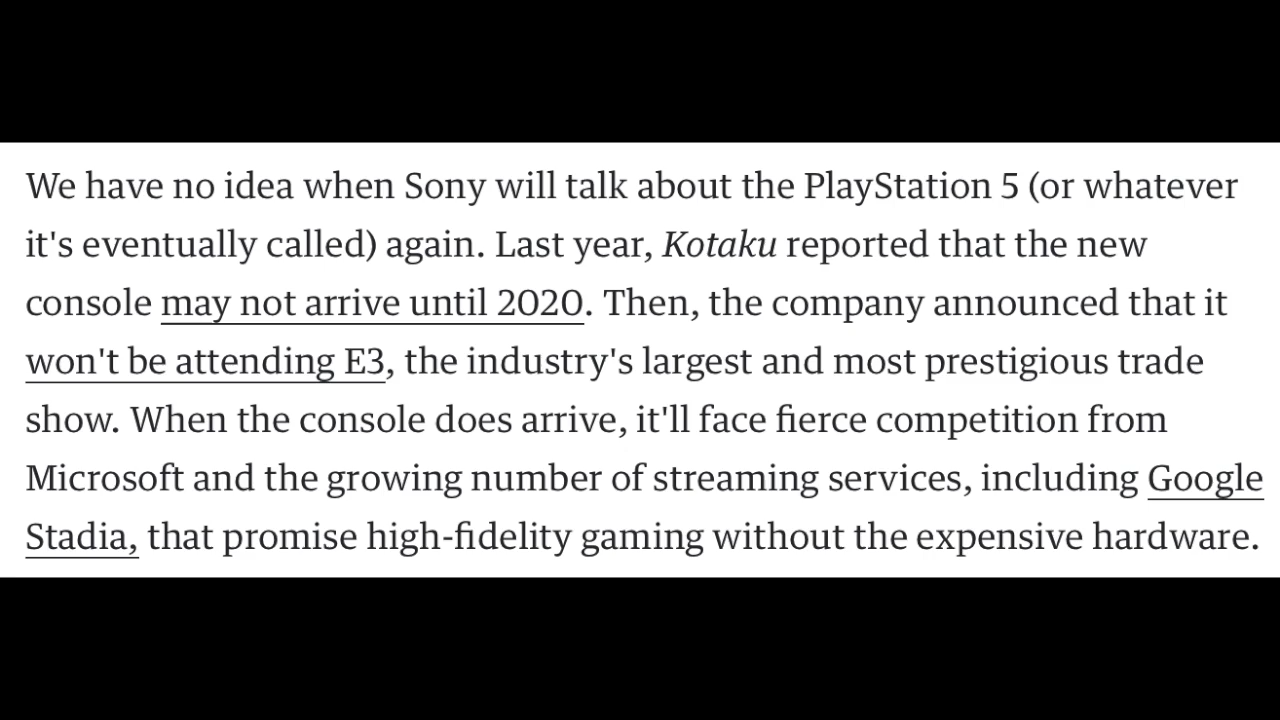 We have no idea when Sony will talk about the PlayStation 5 (or whatever
it's eventually called) again. Last year, Kotaku reported that the new
console may not arrive until 2020. Then, the company announced that it
won't be attending E3, the industry's largest and most prestigious trade
show. When the console does arrive, it'll face fierce competition from
Microsoft and the growing number of streaming services, including Google
Stadia, that promise high-fidelity gaming without the expensive hardware.